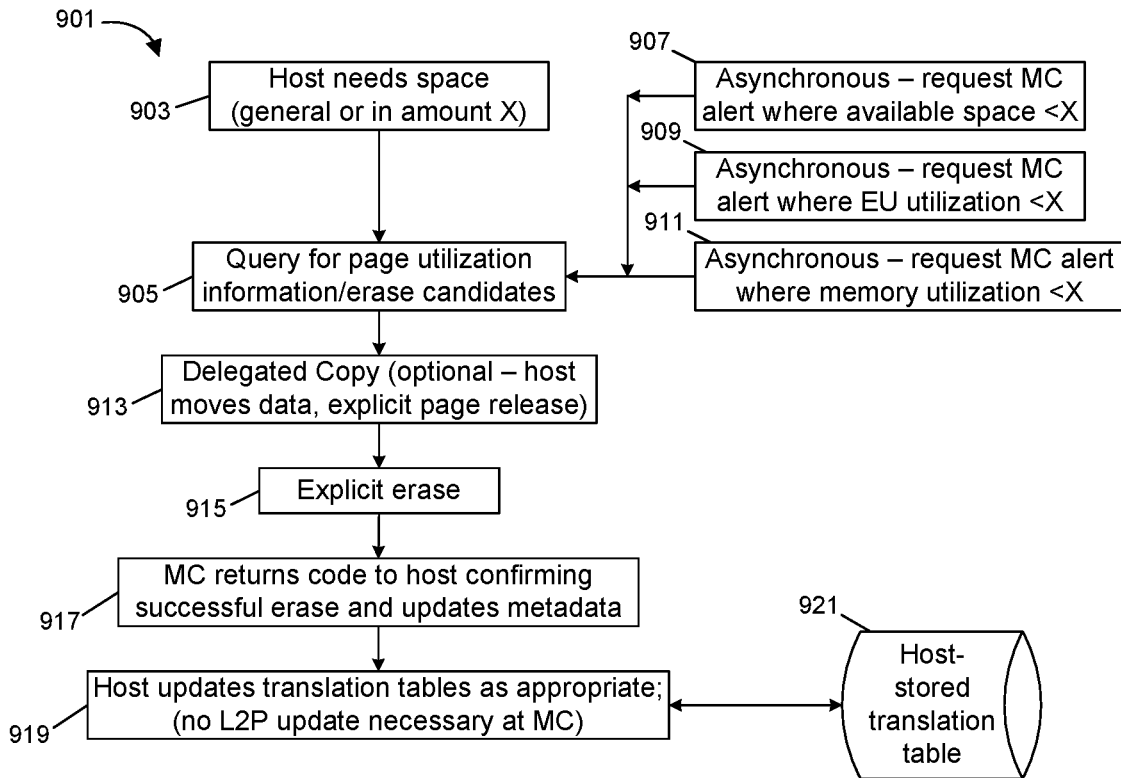 901
903
Host needs space
(general or in amount X)
907
Asynchronous – request MC
alert where available space <X
909
Asynchronous – request MC
alert where EU utilization <X
911
Asynchronous – request MC alert
where memory utilization <X
905
Query for page utilization
information/erase candidates
913
Delegated Copy (optional – host
moves data, explicit page release)
915
Explicit erase
917
MC returns code to host confirming
successful erase and updates metadata
919
Host updates translation tables as appropriate;
(no L2P update necessary at MC)
921
Host-
stored
translation
table